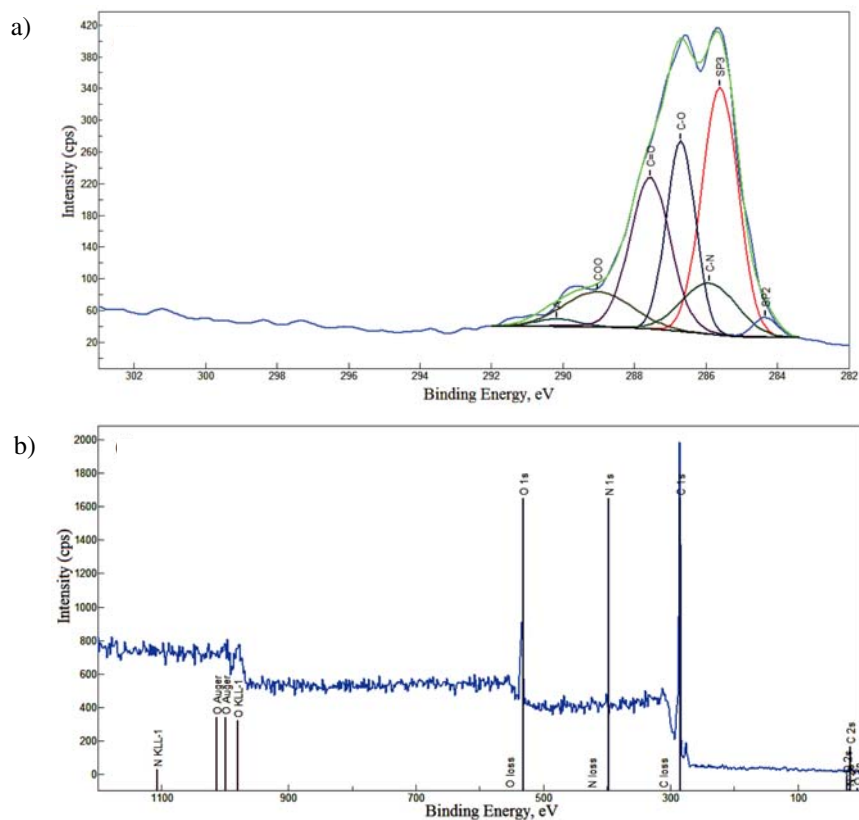 a)
420
380
340
300
260
220
180
140
100
60
20
Intensity (cps)
SP3
C-O
C=O
C-N
COO
SP2
302
300
298
296
294
292
290
288
286
284
282
Binding Energy, eV
b)
(
2000
1800
1600
1400
1200
1000
800
600
400
200
0
Intensity (cps)
O 1s
N 1s
C 1s
N KLL-1
O Auger
O Auger
O KLL-1
O loss
N loss
C loss
C 2s
1100
900
700
500
300
100
Binding Energy, eV